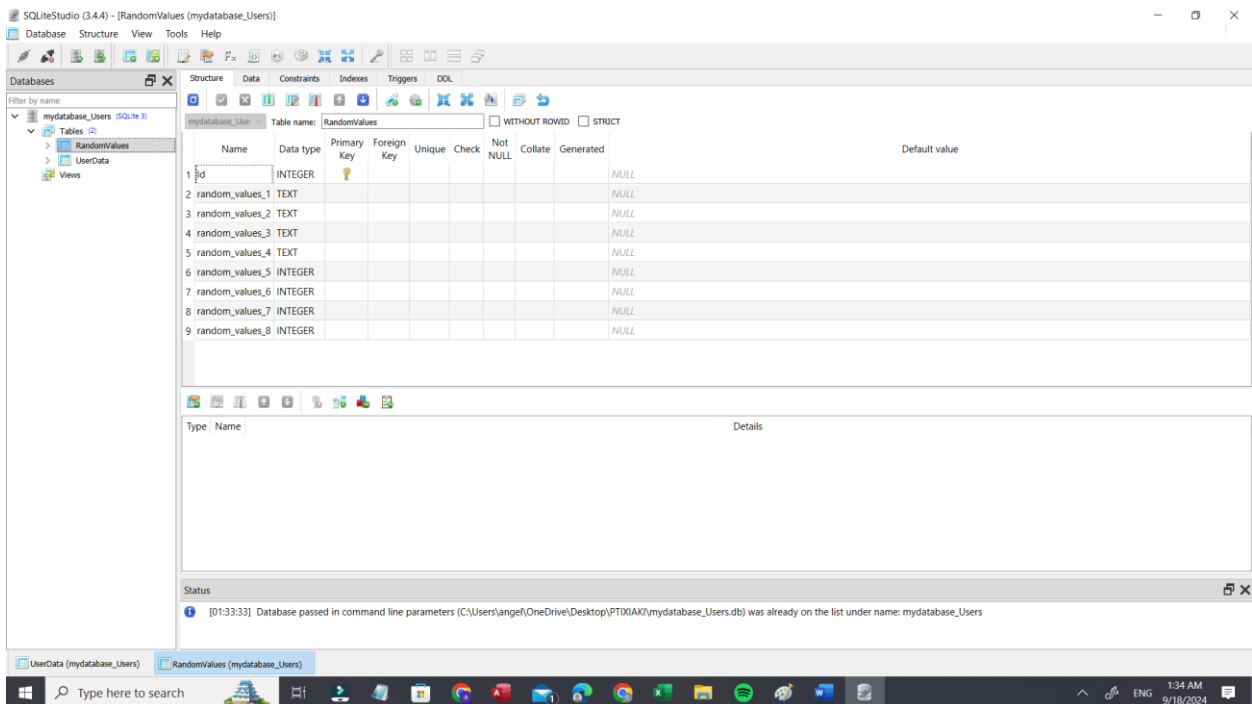 SQLiteStudio (3.4.4) - [RandomValues (mydatabase_Users)]
Database Structure View Tools Help
Databases
Filter by name
mydatabase_Users (SQLite 3)
Tables (2)
RandomValues
UserData
Views
Structure Data Constraints Indexes Triggers DDL
mydatabase_Use Table name: RandomValues WITHOUT ROWID STRICT
Name Data type Primary Key Foreign Key Unique Check Not NULL Collate Generated Default value
1 Id INTEGER NULL
2 random_values_1 TEXT NULL
3 random_values_2 TEXT NULL
4 random_values_3 TEXT NULL
5 random_values_4 TEXT NULL
6 random_values_5 INTEGER NULL
7 random_values_6 INTEGER NULL
8 random_values_7 INTEGER NULL
9 random_values_8 INTEGER NULL
Type Name Details
Status
[01:33:33] Database passed in command line parameters (C:\Users\angel\OneDrive\Desktop\PTIXIAKI\mydatabase_Users.db) was already on the list under name: mydatabase_Users
UserData (mydatabase_Users) RandomValues (mydatabase_Users)
Type here to search
ENG
1:34 AM
9/18/2024